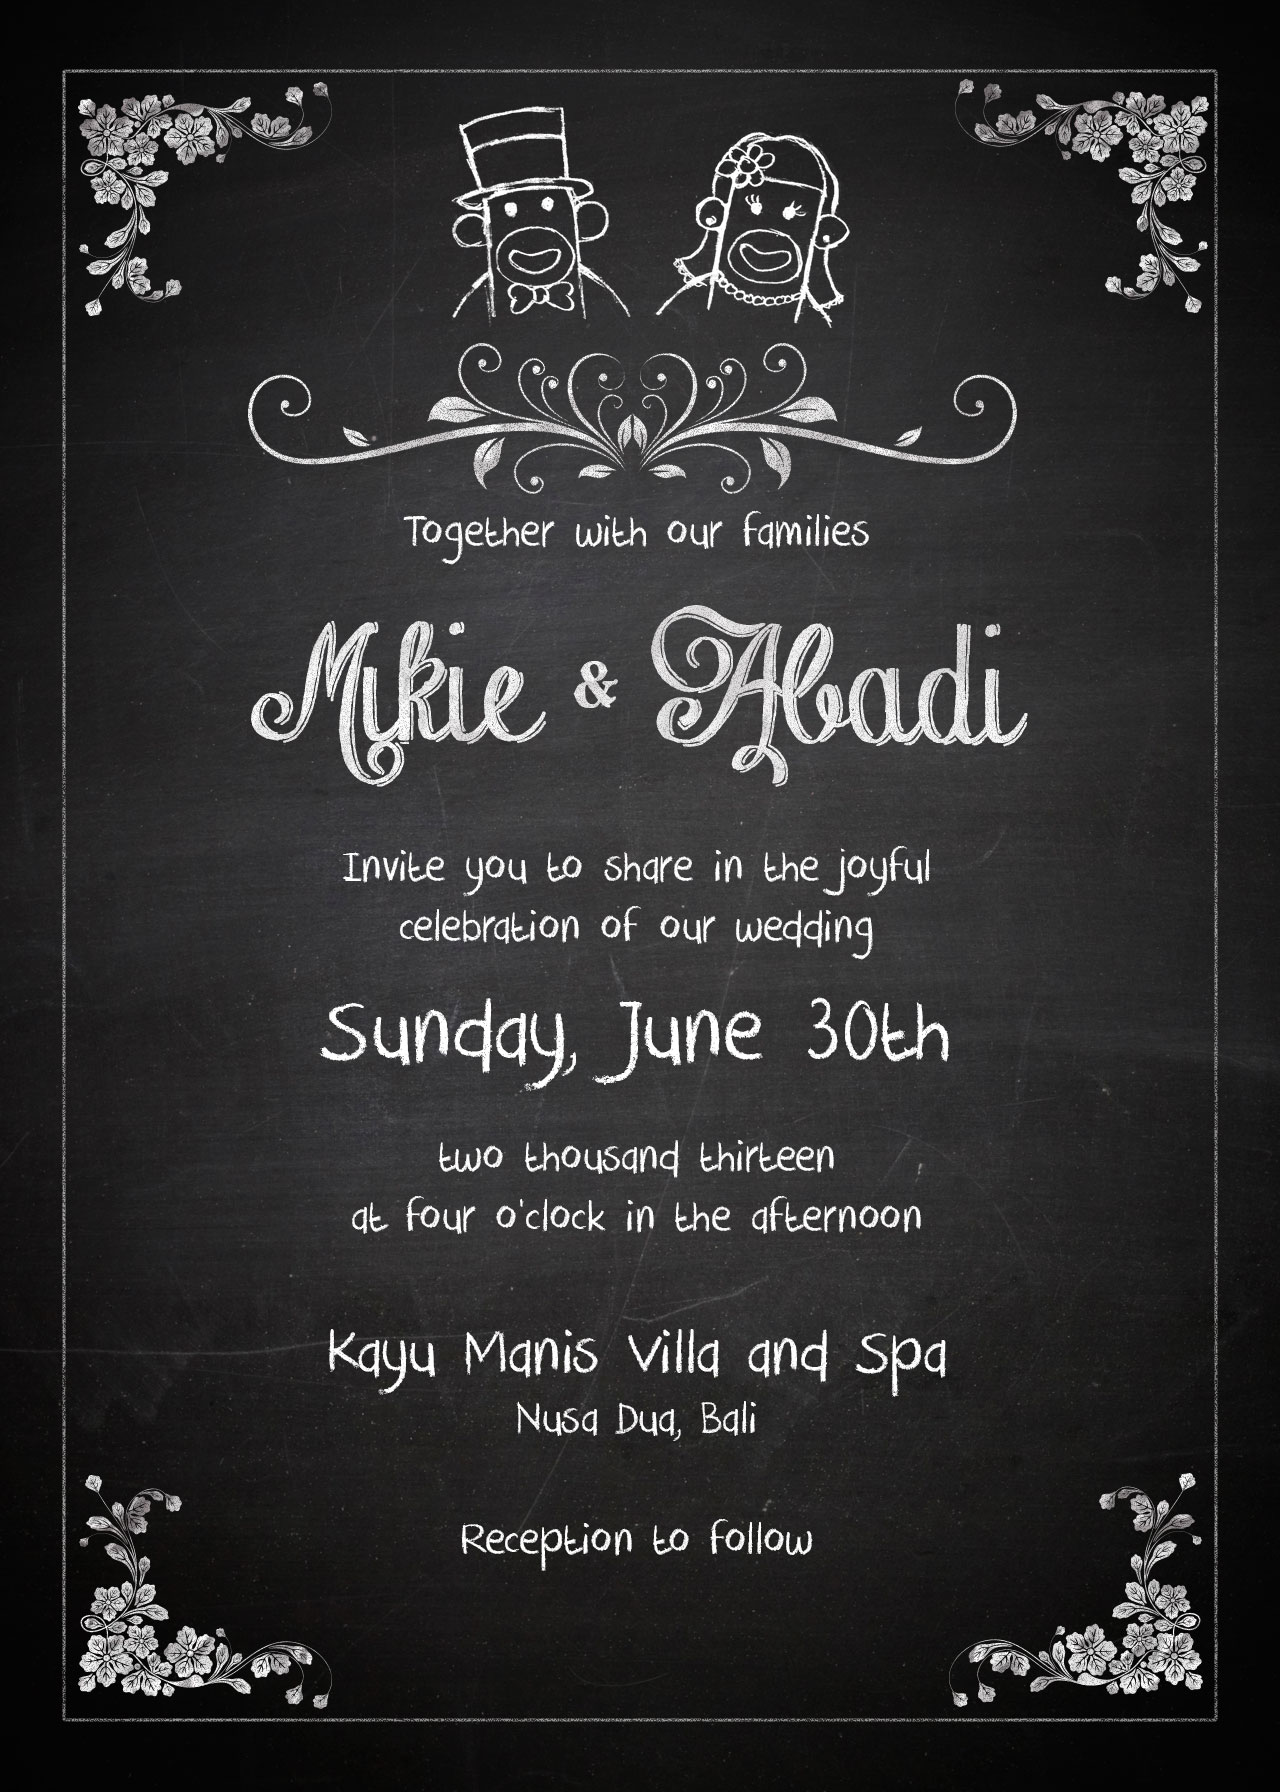 Together with our families
Mikie & Abadi
Invite you to share in the joyful
celebration of our wedding
Sunday, June 30th
two thousand thirteen
at four o'clock in the afternoon
Kayu Manis Villa and Spa
Nusa Dua, Bali
Reception to follow